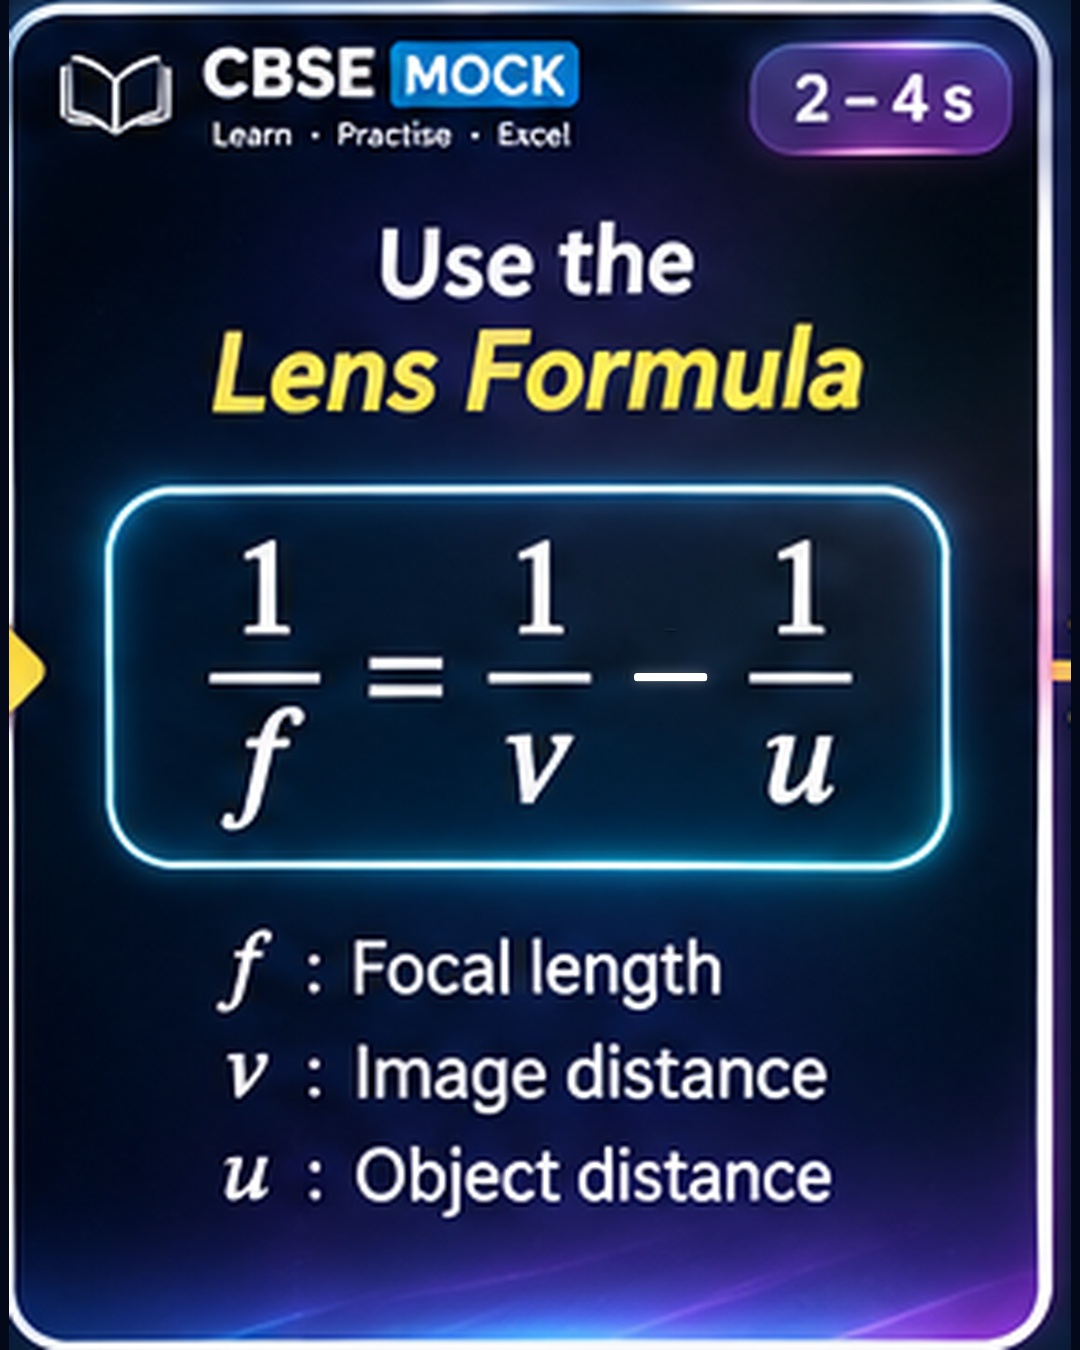 CBSE MOCK
Learn · Practise · Excel
2 – 4 s
Use the
Lens Formula
1/f = 1/v − 1/u
f : Focal length
v : Image distance
u : Object distance